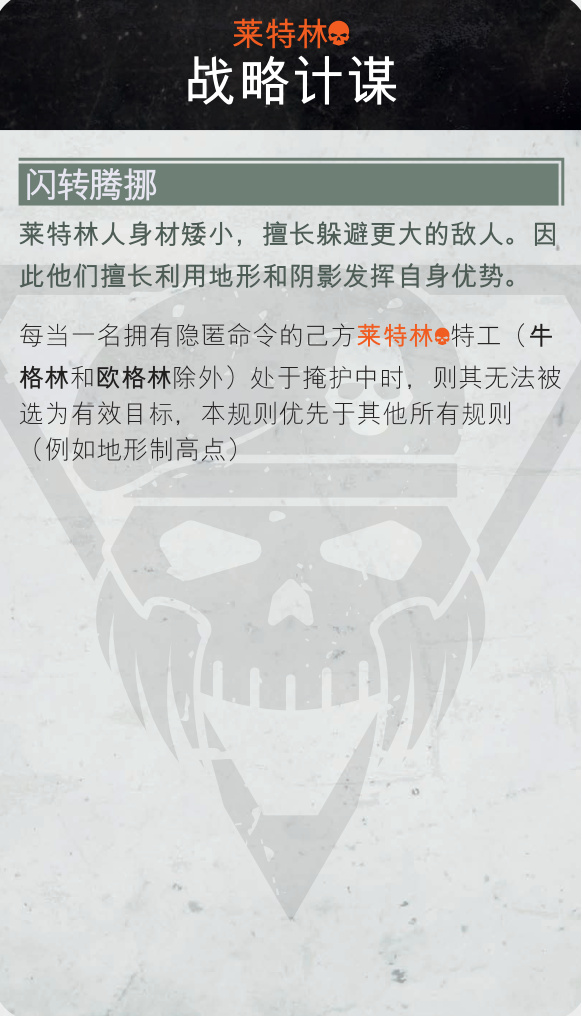 莱特林
战略计谋
闪转腾挪
莱特林人身材矮小，擅长躲避更大的敌人。因
此他们擅长利用地形和阴影发挥自身优势。
每当一名拥有隐匿命令的己方莱特林特工（牛
格林和欧格林除外）处于掩护中时，则其无法被
选为有效目标，本规则优先于其他所有规则
（例如地形制高点）